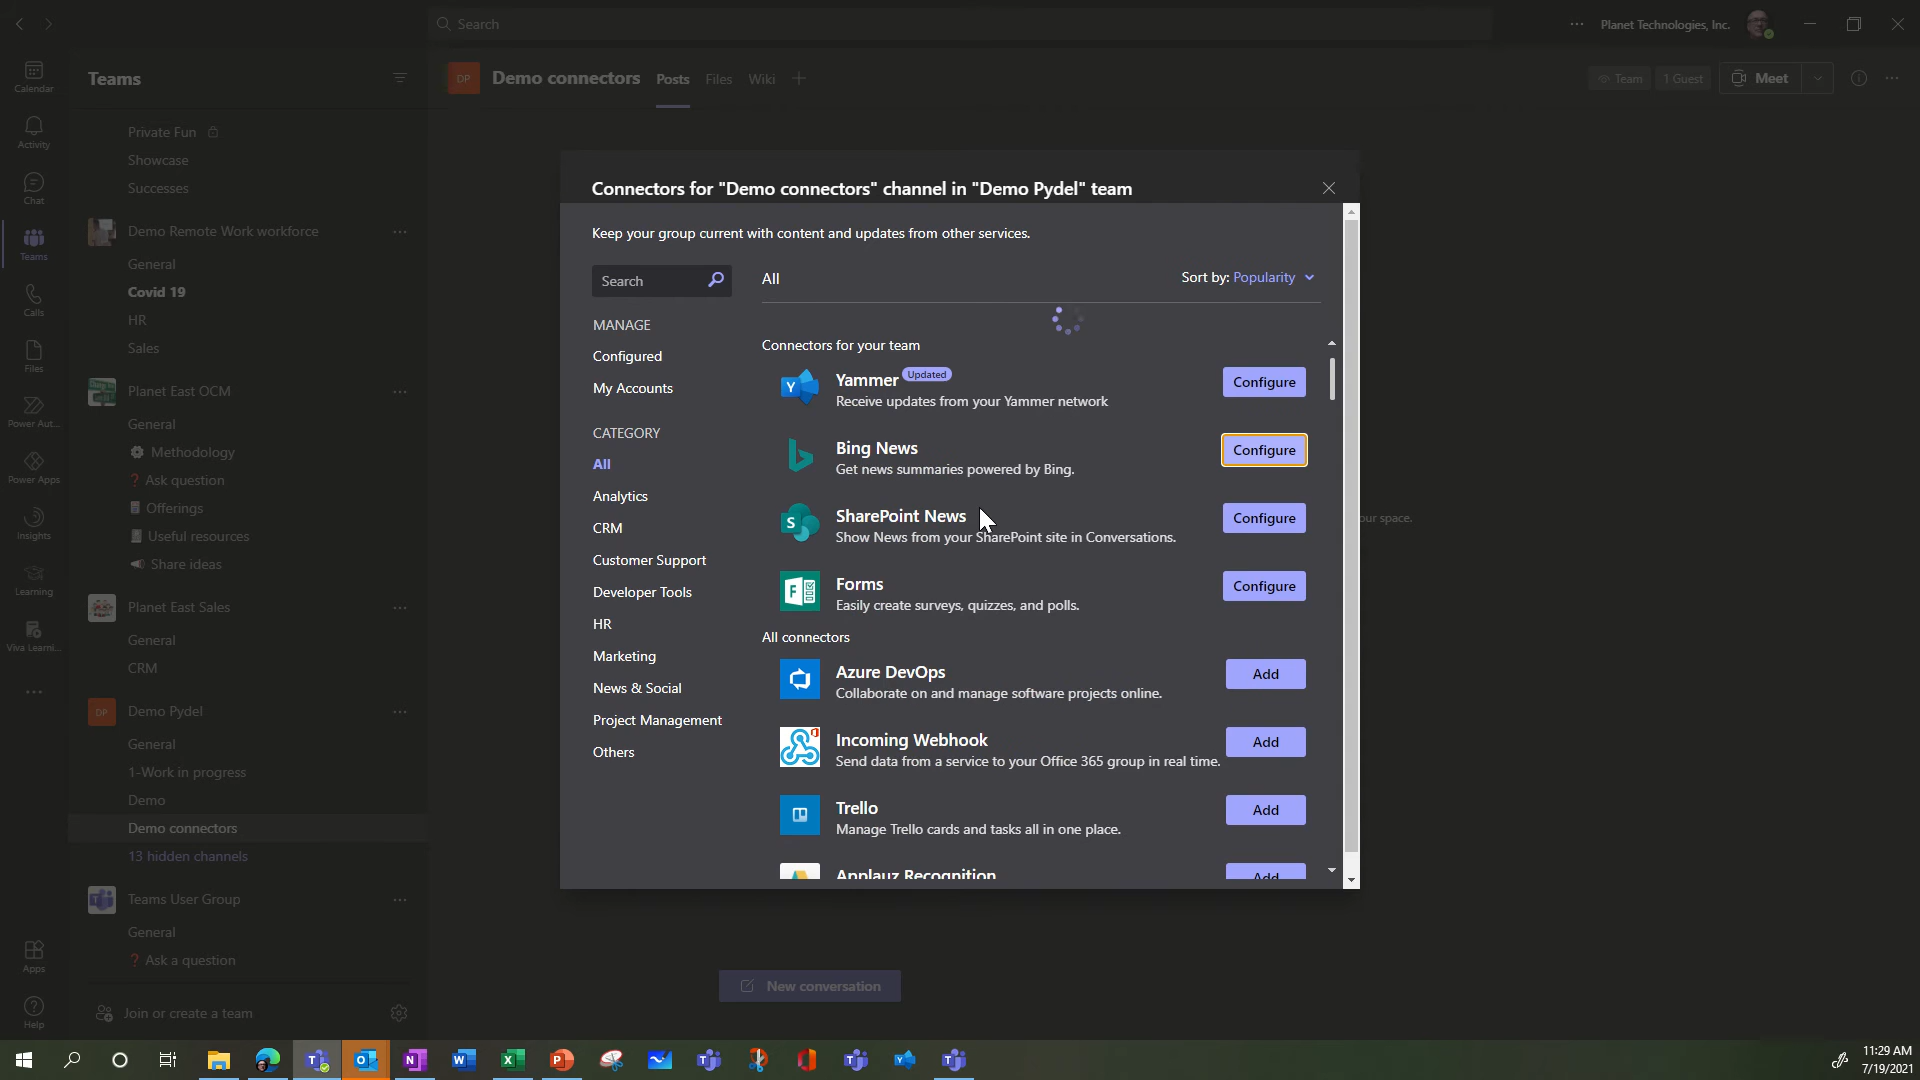 Search
Planet Technologies, Inc.
Calendar
Activity
Chat
Teams
Calls
Files
Power Aut...
Power Apps
Insights
Learning
Viva Learni...
Apps
Help
Teams
Private Fun
Showcase
Successes
Demo Remote Work workforce
General
Covid 19
HR
Sales
Planet East OCM
General
Methodology
Ask question
Offerings
Useful resources
Share ideas
Planet East Sales
General
CRM
DP Demo Pydel
General
1-Work in progress
Demo
Demo connectors
13 hidden channels
Teams User Group
General
Ask a question
Join or create a team
DP Demo connectors Posts Files Wiki
Team 1 Guest Meet
Connectors for "Demo connectors" channel in "Demo Pydel" team
Keep your group current with content and updates from other services.
Search
MANAGE
Configured
My Accounts
CATEGORY
All
Analytics
CRM
Customer Support
Developer Tools
HR
Marketing
News & Social
Project Management
Others
All Sort by: Popularity
Connectors for your team
Yammer Updated
Receive updates from your Yammer network
Configure
Bing News
Get news summaries powered by Bing.
Configure
SharePoint News
Show News from your SharePoint site in Conversations.
Configure
Forms
Easily create surveys, quizzes, and polls.
Configure
All connectors
Azure DevOps
Collaborate on and manage software projects online.
Add
Incoming Webhook
Send data from a service to your Office 365 group in real time.
Add
Trello
Manage Trello cards and tasks all in one place.
Add
Applauz Recognition
Add
our space.
New conversation
11:29 AM
7/19/2021